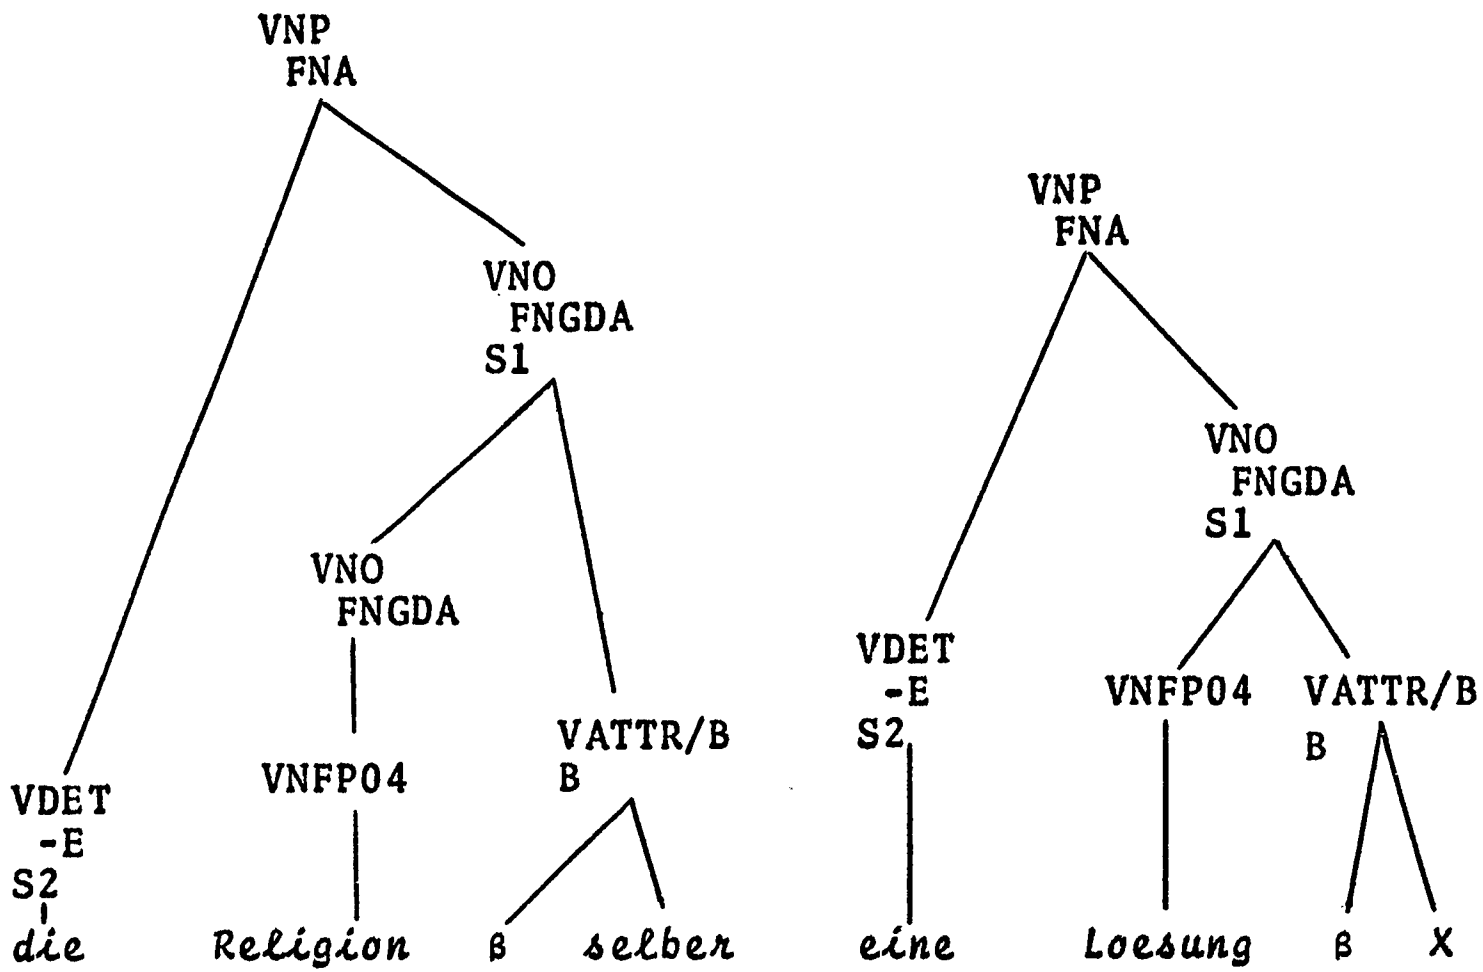 VNP
FNA
VNO
FNGDA
S1
VNO
FNGDA
VATTR/B
B
VNFP04
VDET
-E
S2
die Religion β selber
VNP
FNA
VNO
FNGDA
S1
VDET
-E
S2
VNFP04 VATTR/B
B
eine Loesung β X